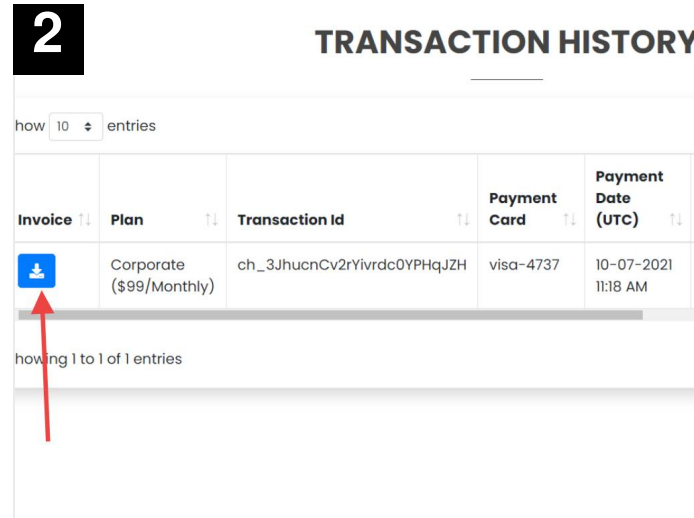 2
TRANSACTION HISTORY
how 10 entries
Invoice Plan Transaction Id Payment Card Payment Date (UTC)
Corporate ($99/Monthly) ch_3JhucnCv2rYivrdc0YPHqJZH visa-4737 10-07-2021 11:18 AM
howing 1 to 1 of 1 entries